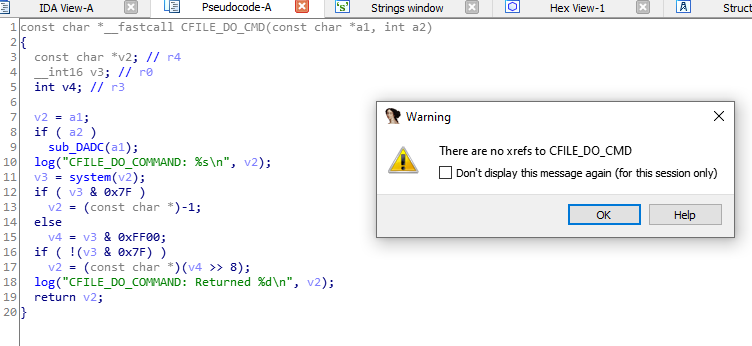 IDA View-A Pseudocode-A Strings window Hex View-1 Struct
1 const char *__fastcall CFILE_DO_CMD(const char *a1, int a2)
2 {
3 const char *v2; // r4
4 __int16 v3; // r0
5 int v4; // r3
6
7 v2 = a1;
8 if ( a2 )
9 sub_DADC(a1);
10 log("CFILE_DO_COMMAND: %s\n", v2);
11 v3 = system(v2);
12 if ( v3 & 0x7F )
13 v2 = (const char *)-1;
14 else
15 v4 = v3 & 0xFF00;
16 if ( !(v3 & 0x7F) )
17 v2 = (const char *)(v4 >> 8);
18 log("CFILE_DO_COMMAND: Returned %d\n", v2);
19 return v2;
20 }
Warning
There are no xrefs to CFILE_DO_CMD
Don't display this message again (for this session only)
OK Help